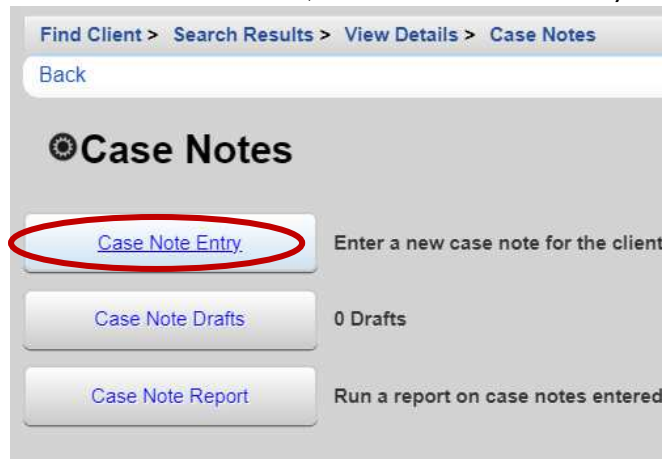 Find Client > Search Results > View Details > Case Notes
Back
Case Notes
Case Note Entry Enter a new case note for the client
Case Note Drafts 0 Drafts
Case Note Report Run a report on case notes entered